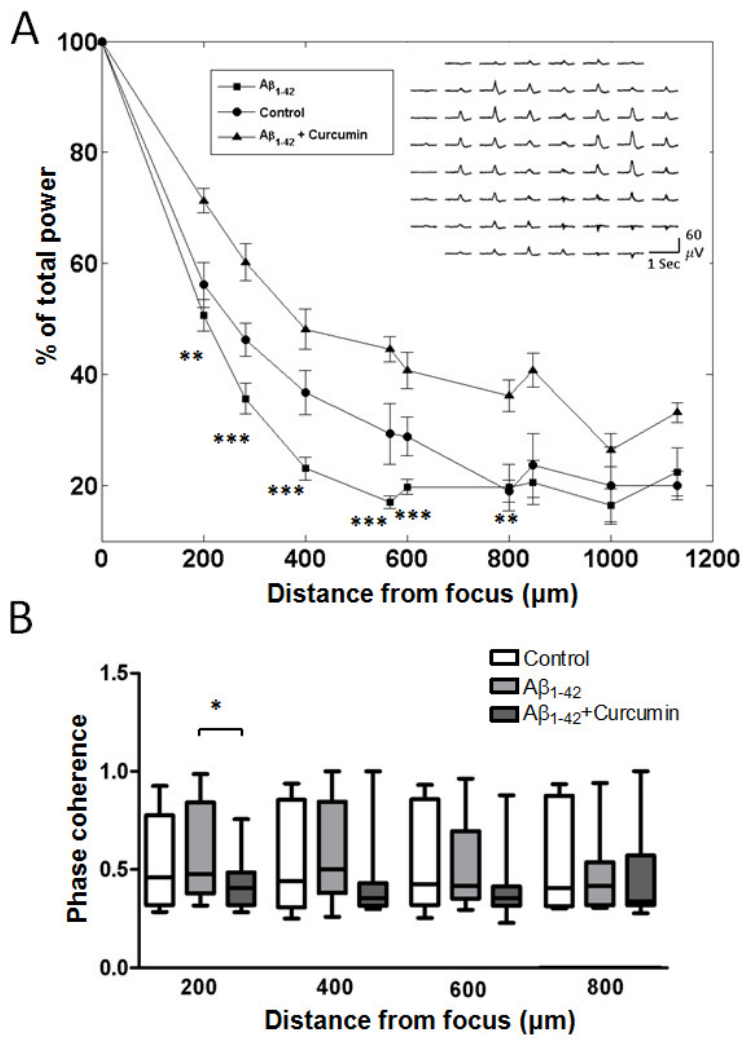 A
100
80
60
40
20
% of total power
Aβ1-42
Control
Aβ1-42 + Curcumin
60
μV
1 Sec
**
***
***
***
***
**
0
200
400
600
800
1000
1200
Distance from focus (μm)
B
Control
Aβ1-42
Aβ1-42+Curcumin
*
1.5
1.0
0.5
0.0
Phase coherence
200
400
600
800
Distance from focus (μm)